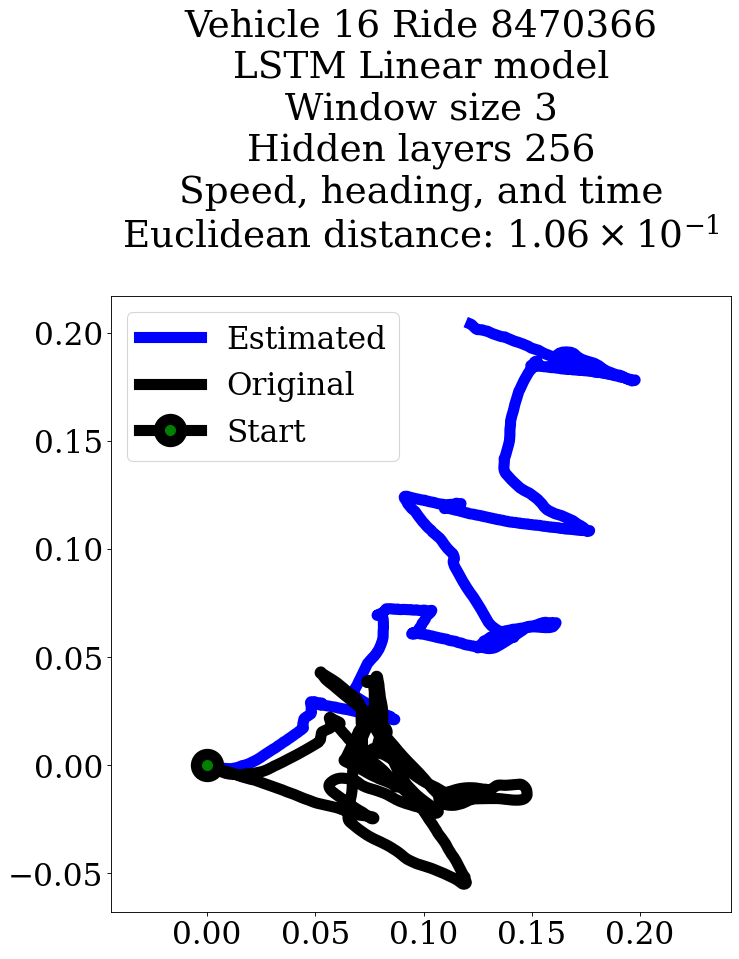 Vehicle 16 Ride 8470366
LSTM Linear model
Window size 3
Hidden layers 256
Speed, heading, and time
Euclidean distance: 1.06 × 10⁻¹
Estimated
Original
Start
0.20
0.15
0.10
0.05
0.00
−0.05
0.00 0.05 0.10 0.15 0.20